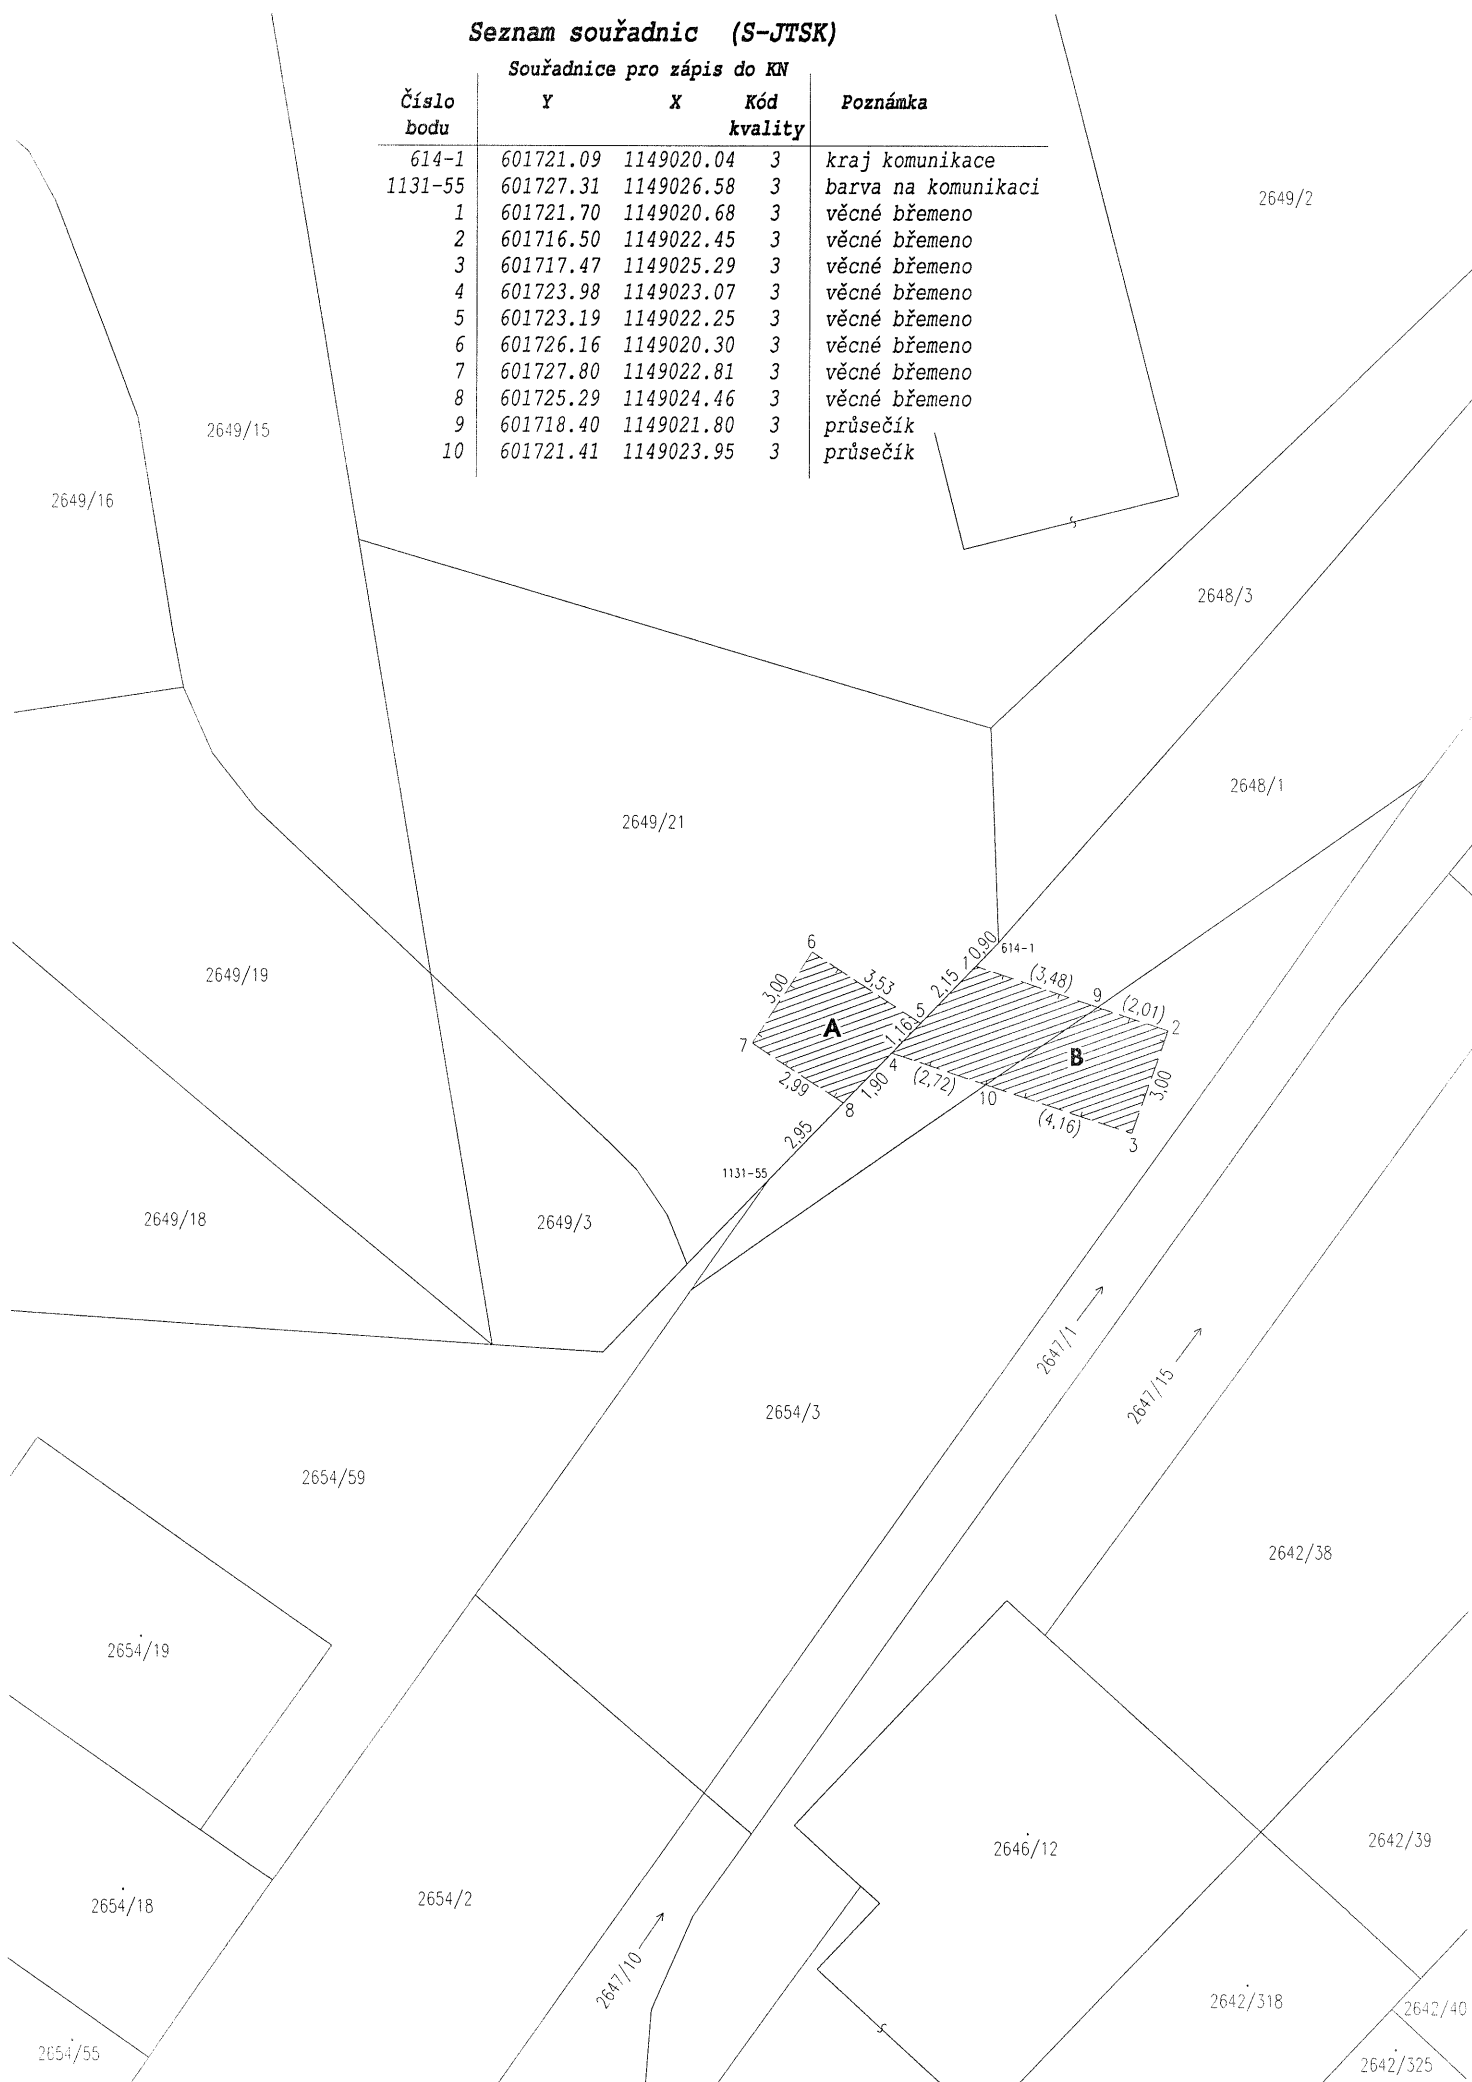 Seznam souřadnic (S-JTSK)
Souřadnice pro zápis do KN
Číslo bodu Y X Kód kvality Poznámka
614-1 601721.09 1149020.04 3 kraj komunikace
1131-55 601727.31 1149026.58 3 barva na komunikaci
1 601721.70 1149020.68 3 věcné břemeno
2 601716.50 1149022.45 3 věcné břemeno
3 601717.47 1149025.29 3 věcné břemeno
4 601723.98 1149023.07 3 věcné břemeno
5 601723.19 1149022.25 3 věcné břemeno
6 601726.16 1149020.30 3 věcné břemeno
7 601727.80 1149022.81 3 věcné břemeno
8 601725.29 1149024.46 3 věcné břemeno
9 601718.40 1149021.80 3 průsečík
10 601721.41 1149023.95 3 průsečík
2649/2
2649/15
2649/16
2648/3
2648/1
2649/21
2649/19
6
0,90
614-1
1
3,53
2,15
(3,48)
3,00
9
(2,01)
5
2
A
1,16
B
7
4
2,99
1,90
(2,72)
10
3,00
8
(4,16)
3
2,95
1131-55
2649/18
2649/3
2647/1
2647/15
2654/3
2654/59
2642/38
2654/19
2646/12
2642/39
2654/18
2654/2
2647/10
2642/318
2642/40
2654/55
2642/325